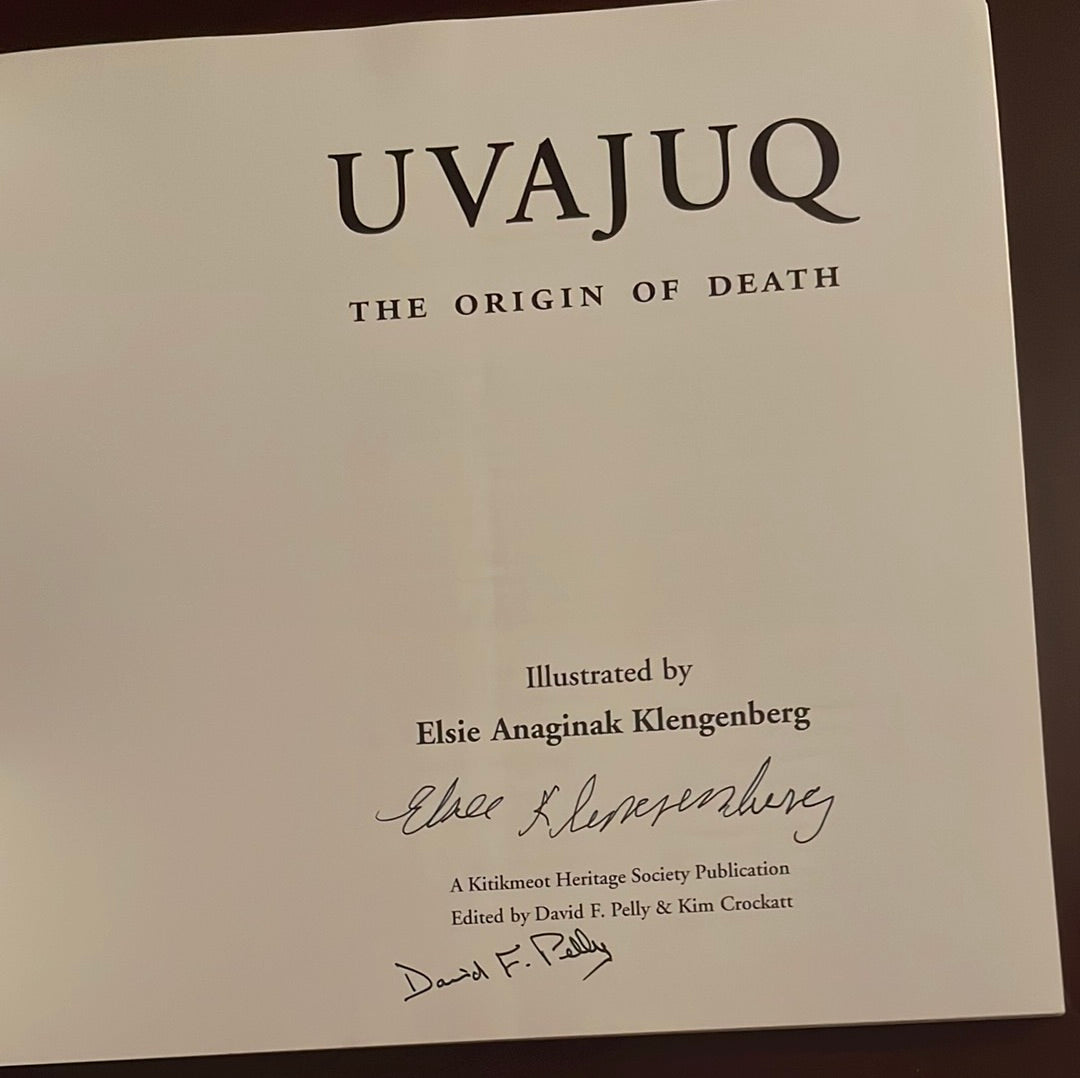 UVAJUQ
THE ORIGIN OF DEATH
Illustrated by
Elsie Anaginak Klengenberg
Elsie Klengenberg
A Kitikmeot Heritage Society Publication
Edited by David F. Pelly & Kim Crockatt
David F. Pelly